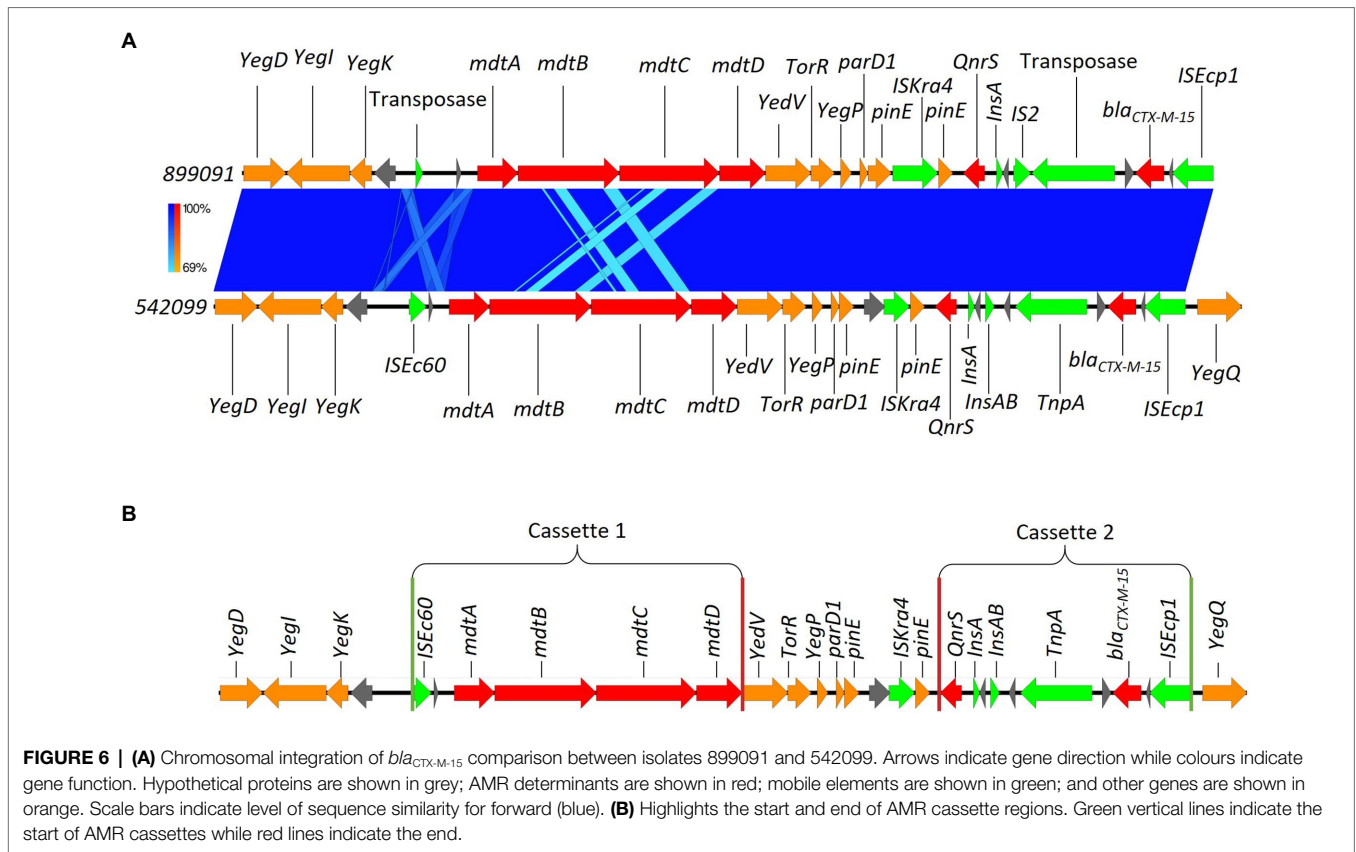 A
YegD YegI YegK Transposase mdtA mdtB mdtC mdtD YedV TorR YegP parD1 pinE ISKra4 pinE QnrS InsA IS2 Transposase bla_CTX-M-15 ISEcp1
899091
100%
69%
542099
YegD YegI YegK ISEc60 mdtA mdtB mdtC mdtD YedV TorR YegP parD1 pinE ISKra4 pinE QnrS InsA InsAB TnpA bla_CTX-M-15 ISEcp1 YegQ
B
Cassette 1 Cassette 2
YegD YegI YegK ISEc60 mdtA mdtB mdtC mdtD YedV TorR YegP parD1 pinE ISKra4 pinE QnrS InsA InsAB TnpA bla_CTX-M-15 ISEcp1 YegQ
FIGURE 6 | (A) Chromosomal integration of bla_CTX-M-15 comparison between isolates 899091 and 542099. Arrows indicate gene direction while colours indicate
gene function. Hypothetical proteins are shown in grey; AMR determinants are shown in red; mobile elements are shown in green; and other genes are shown in
orange. Scale bars indicate level of sequence similarity for forward (blue). (B) Highlights the start and end of AMR cassette regions. Green vertical lines indicate the
start of AMR cassettes while red lines indicate the end.